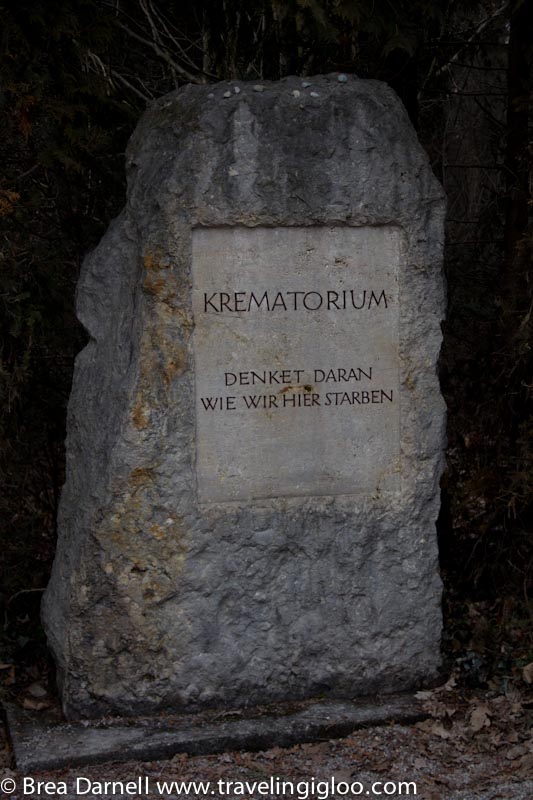 KREMATORIUM
DENKET DARAN
WIE WIR HIER STARBEN
© Brea Darnell www.travelingigloo.com